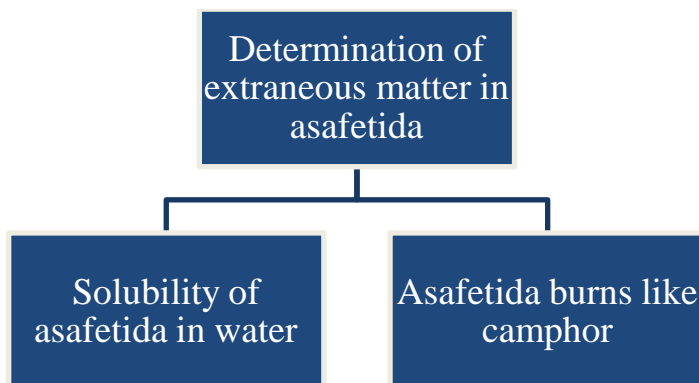 Determination of
extraneous matter in
asafetida
Solubility of
asafetida in water
Asafetida burns like
camphor